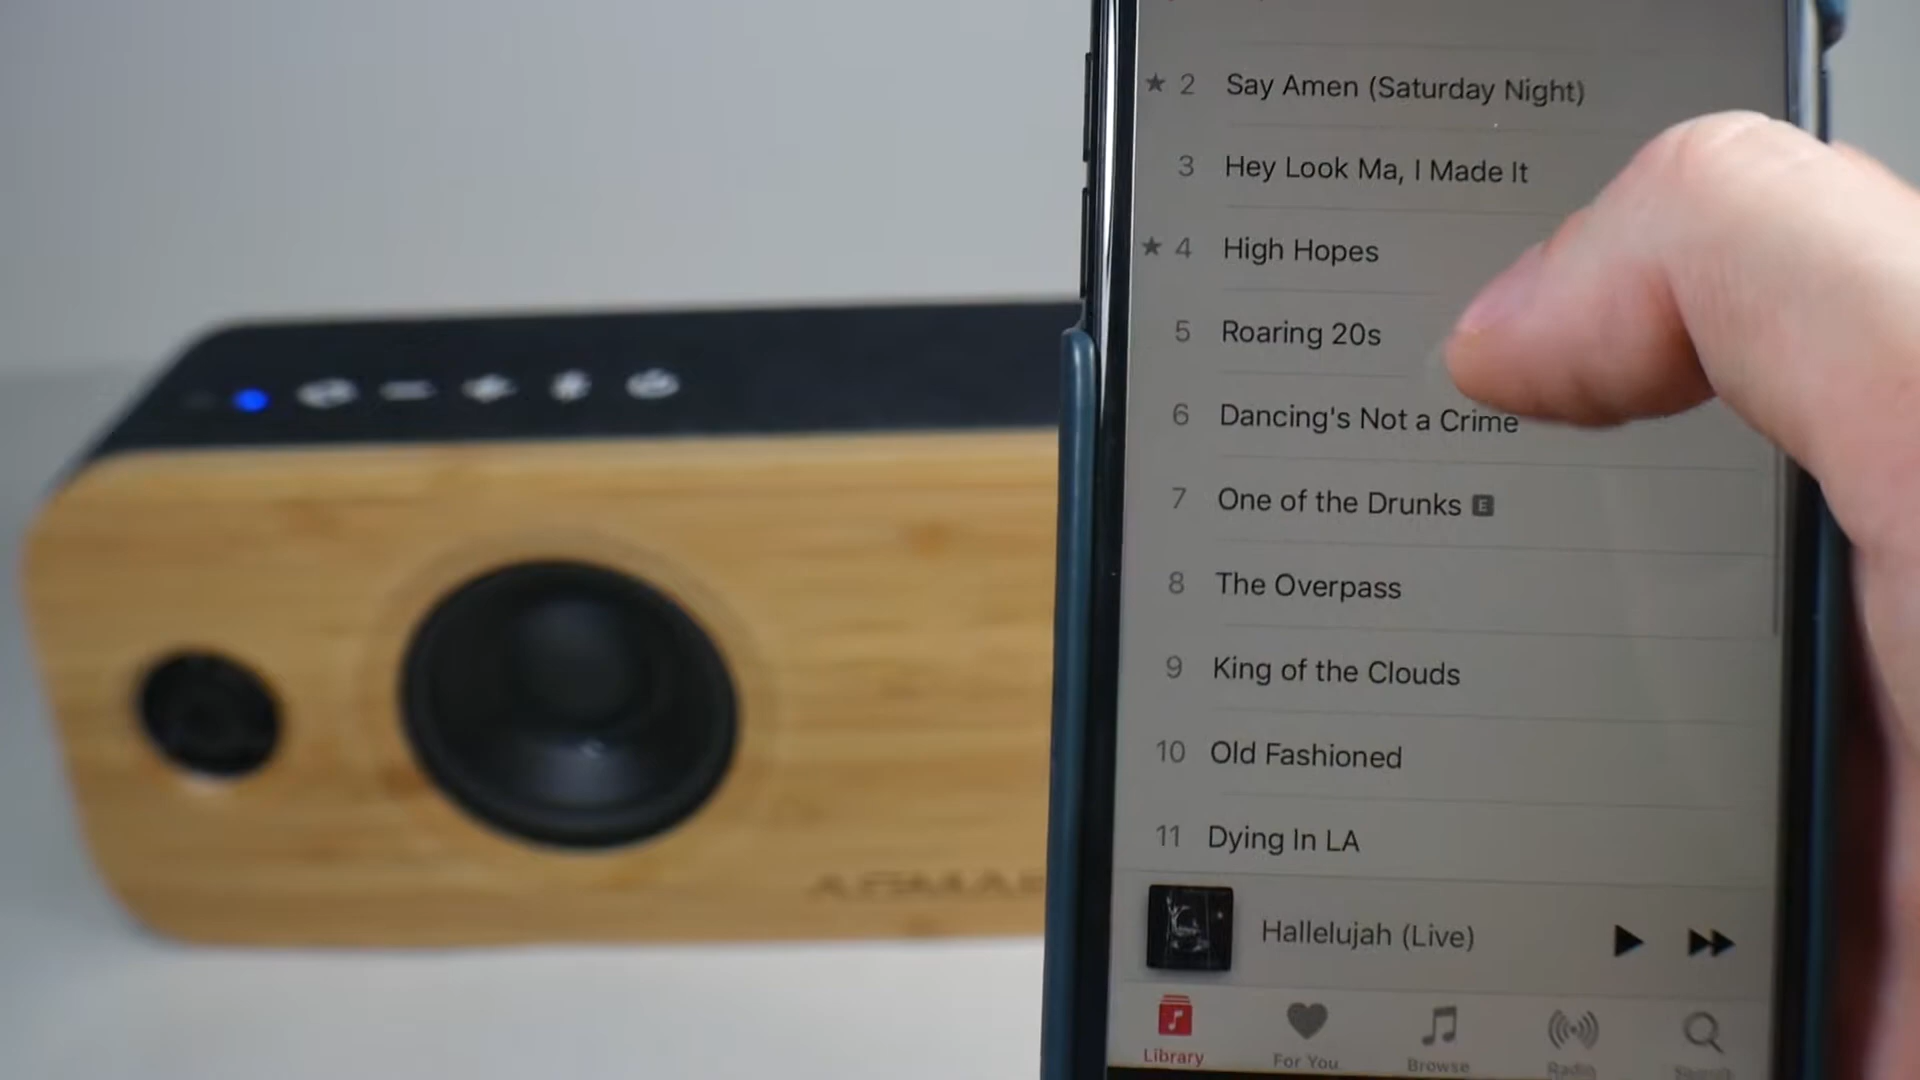 ★ 2 Say Amen (Saturday Night)
3 Hey Look Ma, I Made It
★ 4 High Hopes
5 Roaring 20s
6 Dancing's Not a Crime
7 One of the Drunks E
8 The Overpass
9 King of the Clouds
10 Old Fashioned
11 Dying In LA
Hallelujah (Live)
Library For You Browse Radio Search